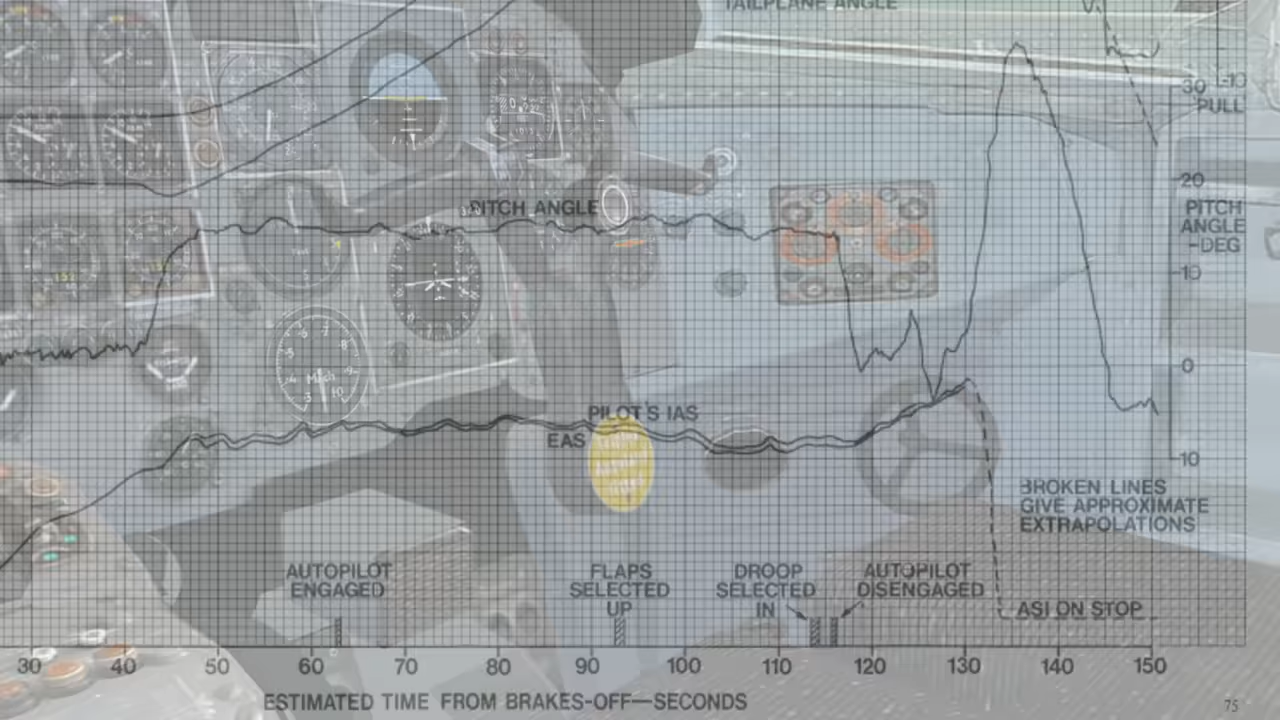 TAILPLANE ANGLE
30
-10
PULL
20
PITCH
ANGLE
-DEG
PITCH ANGLE
10
0
PILOT'S IAS
EAS
10
BROKEN LINES
GIVE APPROXIMATE
EXTRAPOLATIONS
AUTOPILOT
ENGAGED
FLAPS
SELECTED
UP
DROOP
SELECTED
IN
AUTOPILOT
DISENGAGED
ASI ON STOP
30 40 50 60 70 80 90 100 110 120 130 140 150
ESTIMATED TIME FROM BRAKES-OFF—SECONDS
75